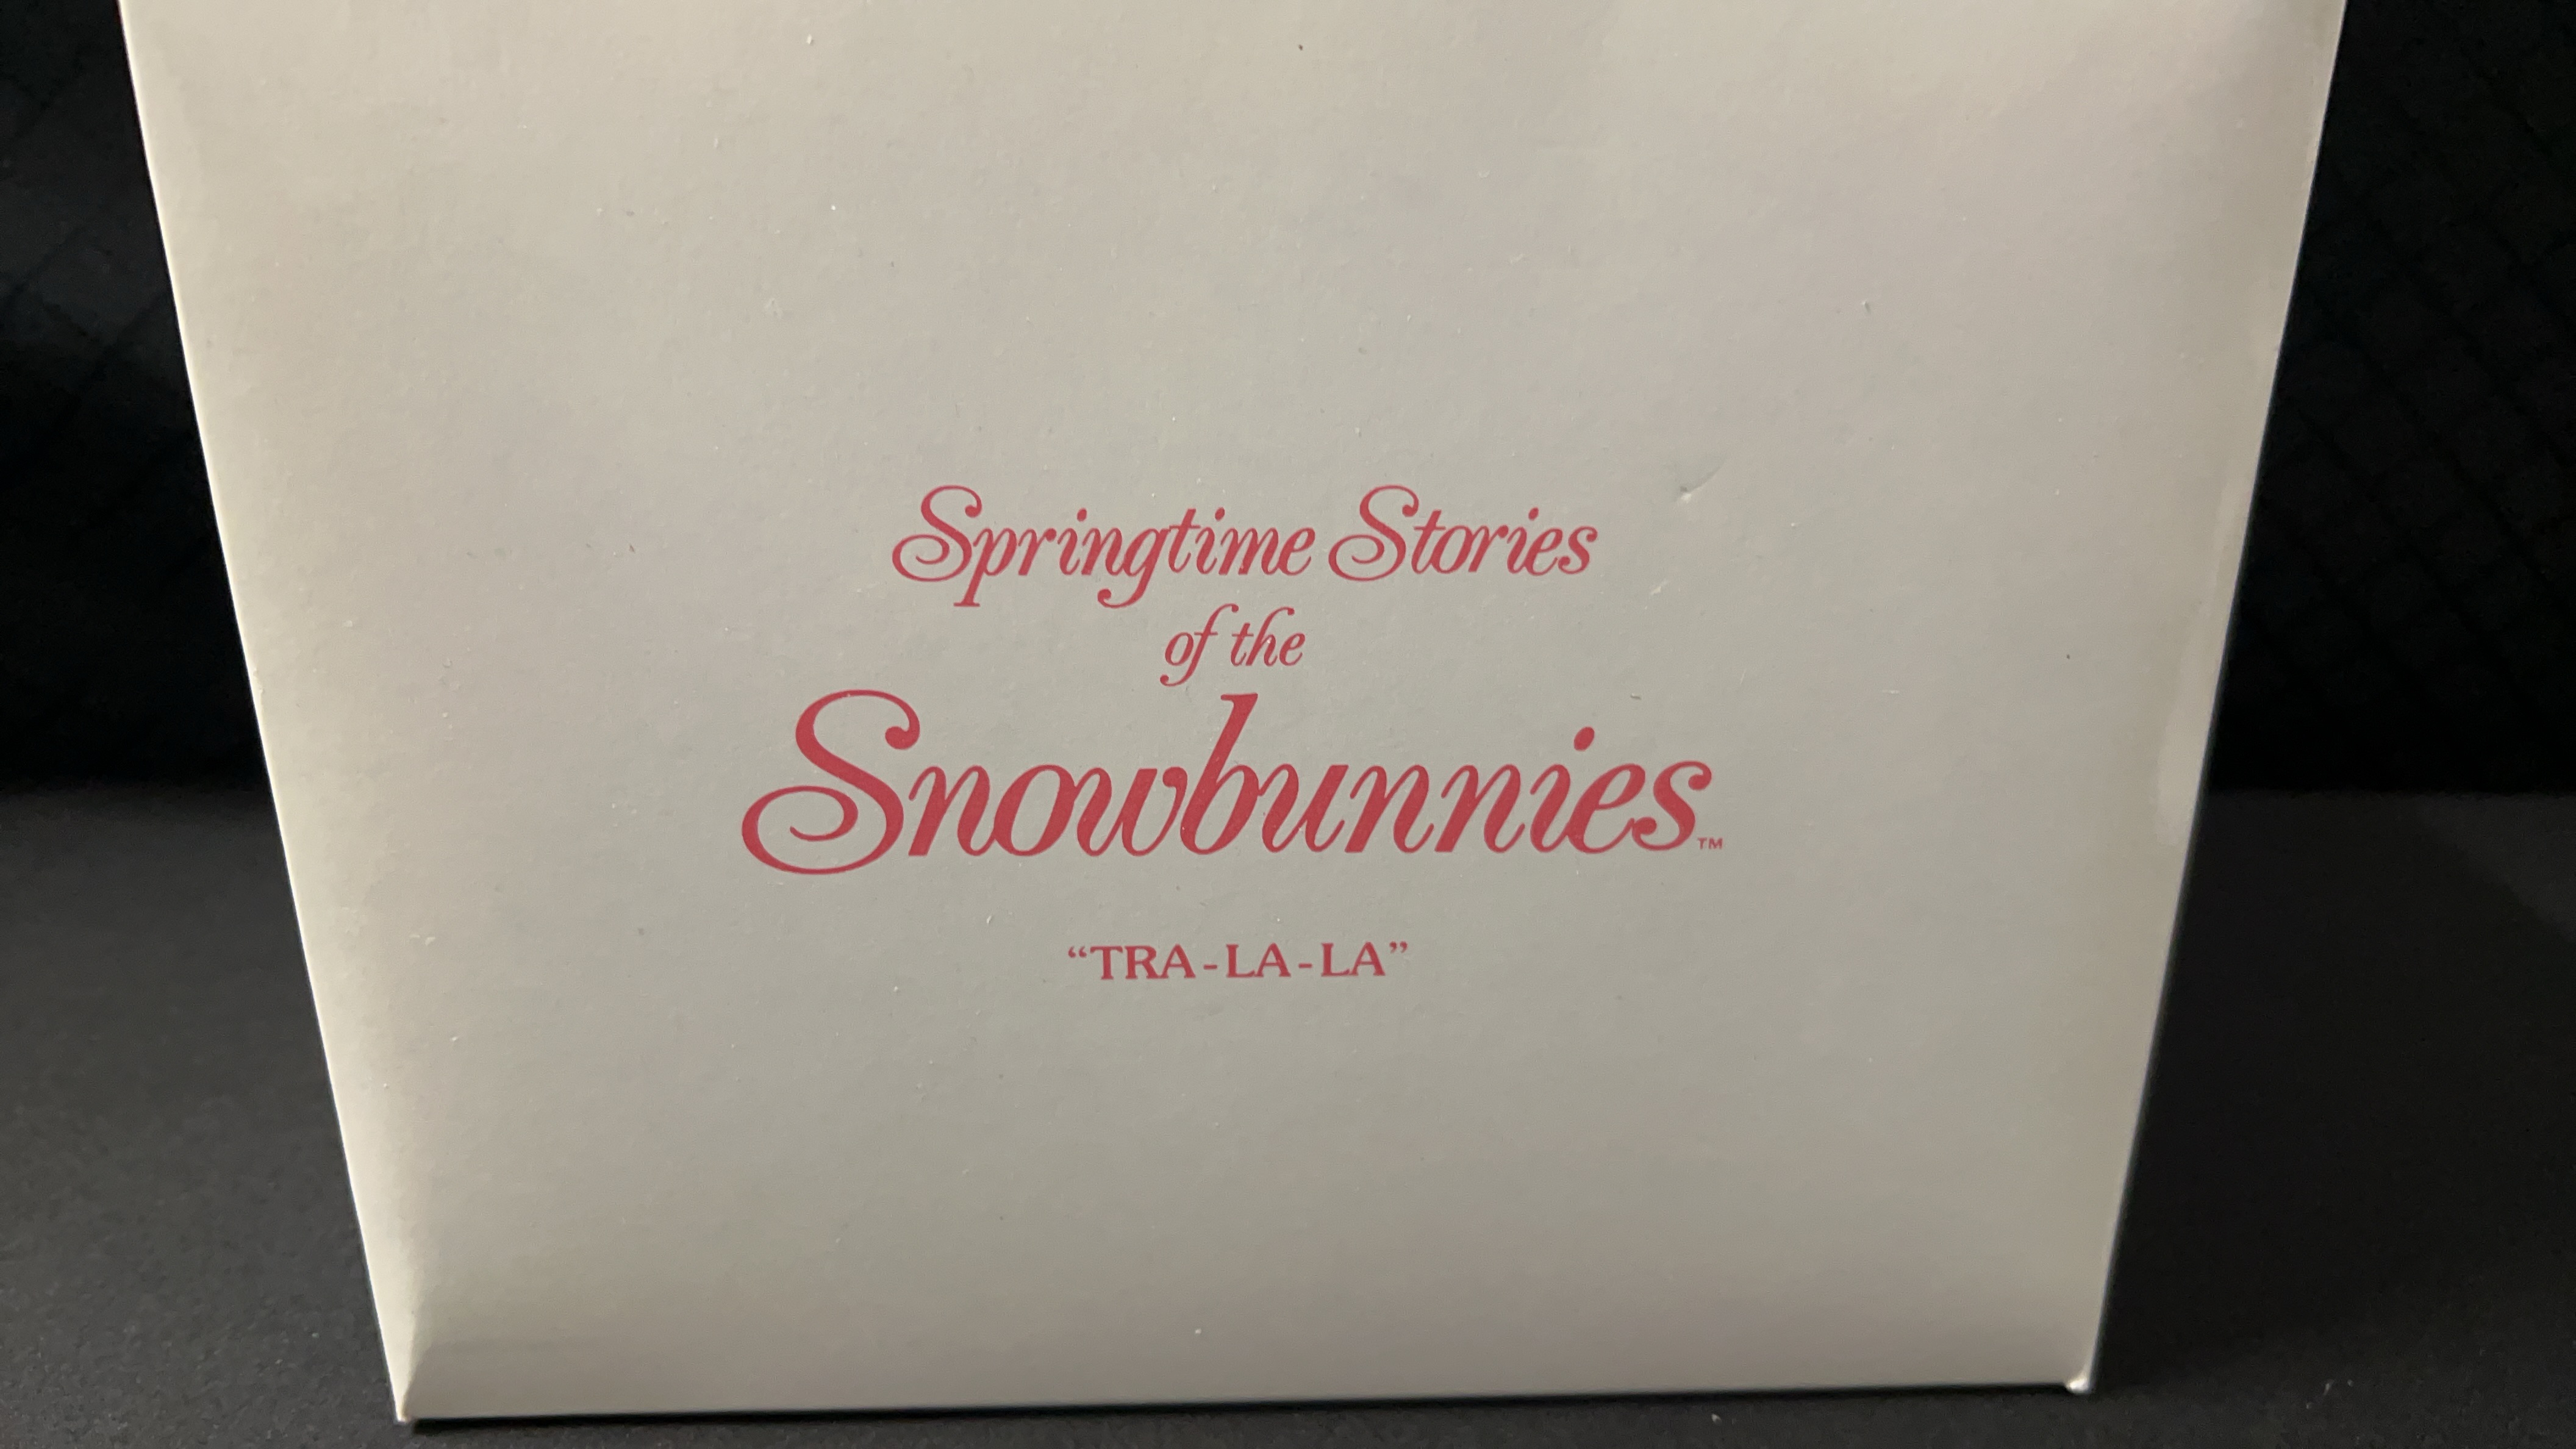 Springtime Stories
of the
Snowbunnies™
“TRA-LA-LA”